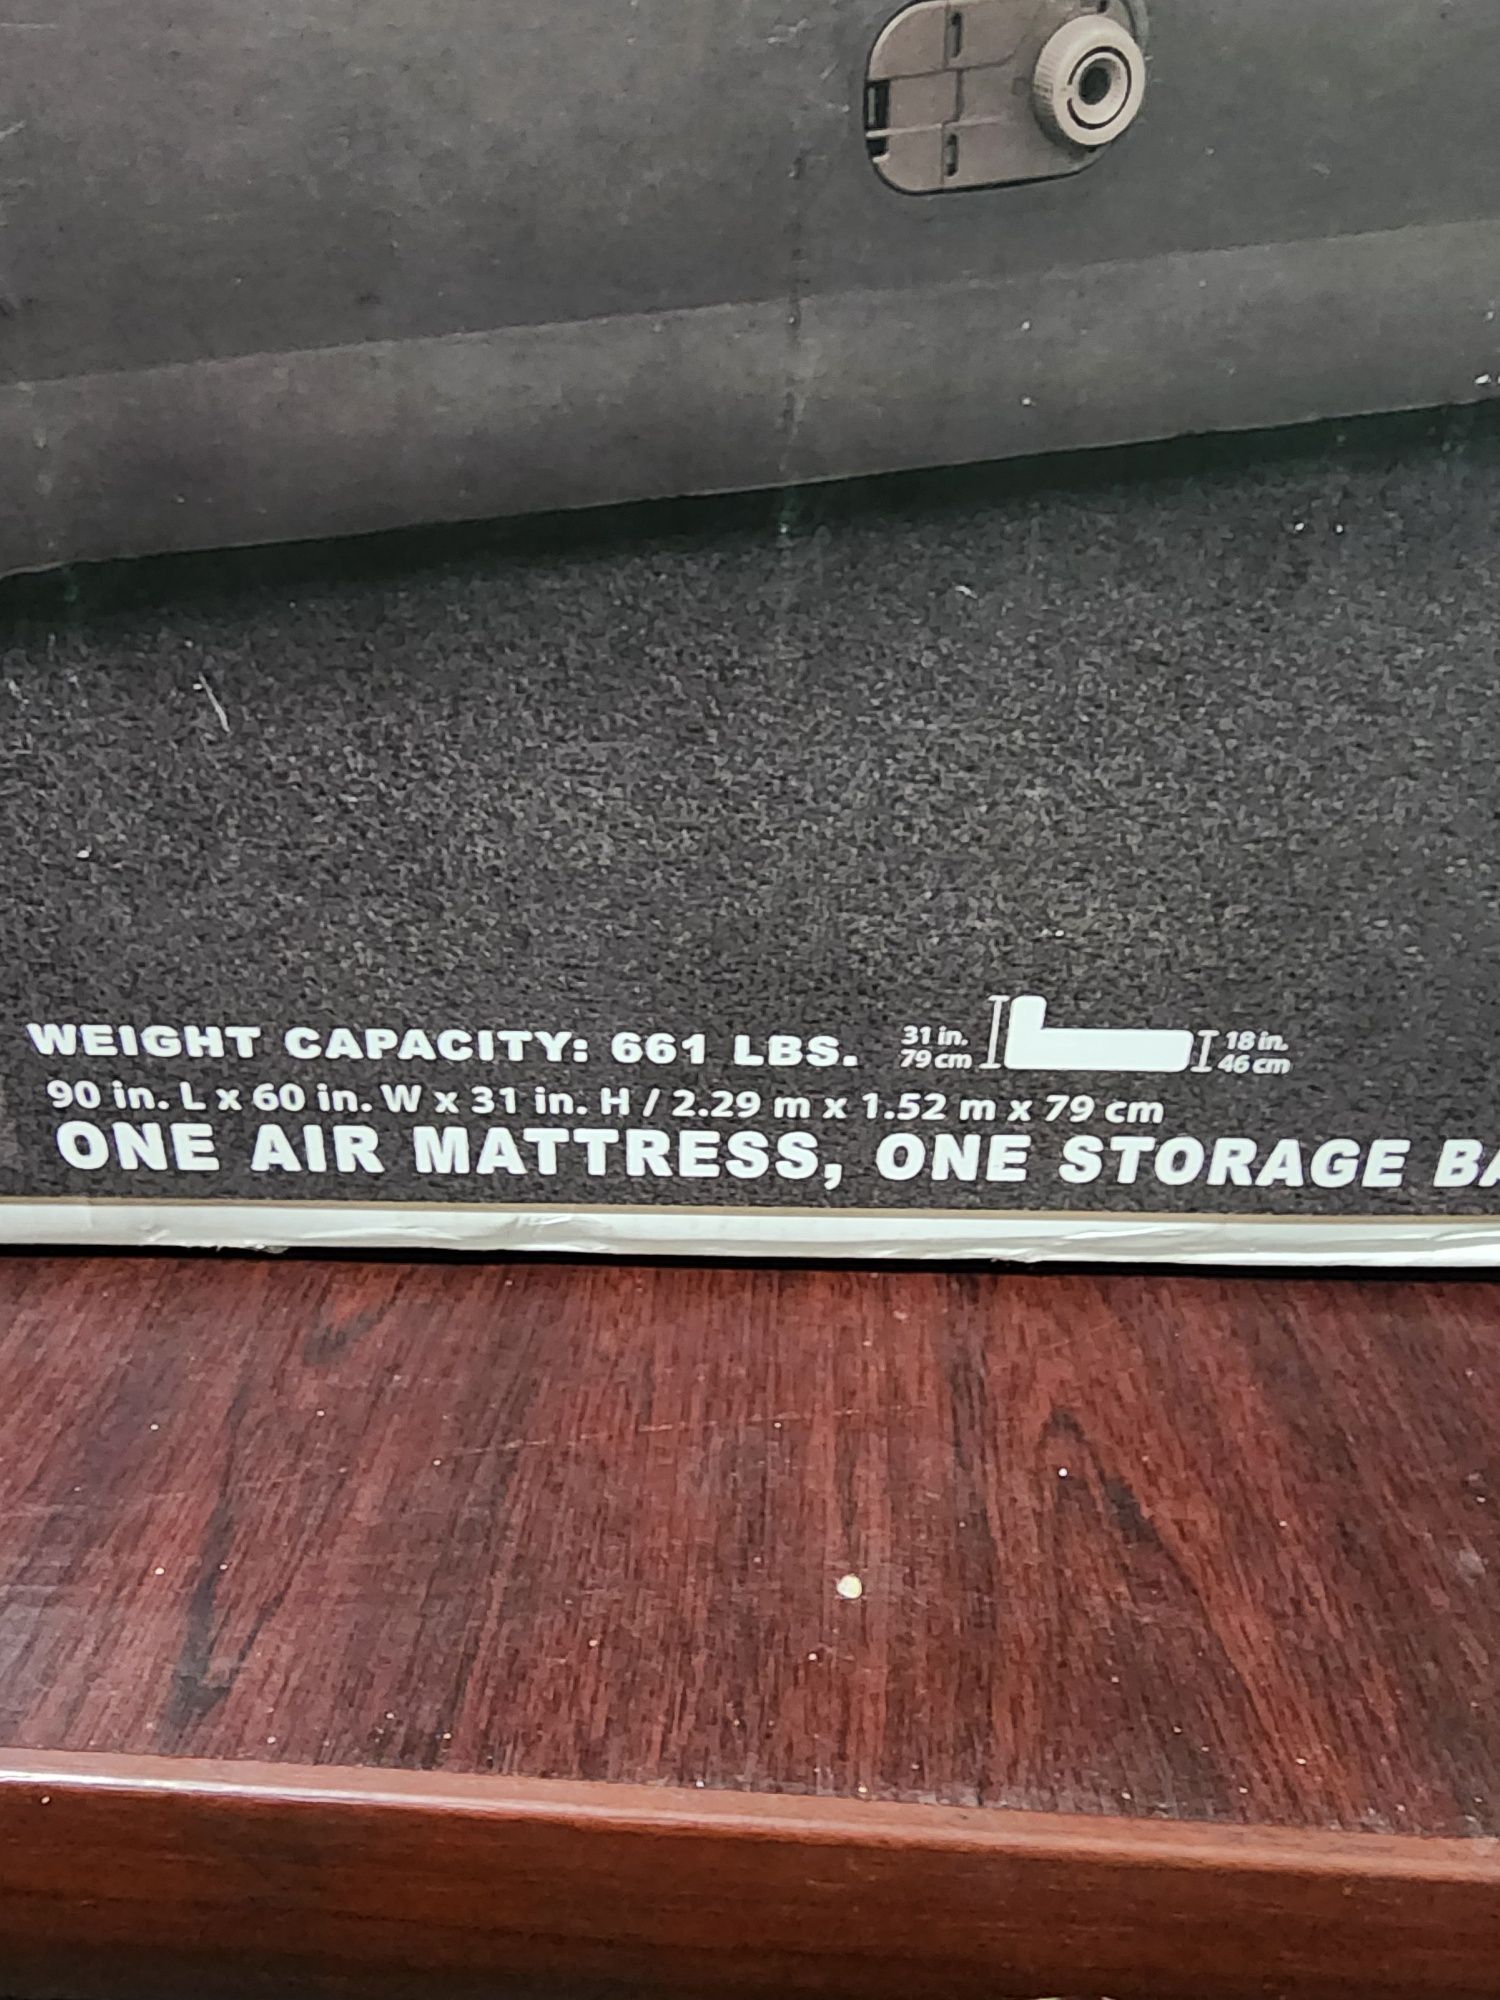 WEIGHT CAPACITY: 661 LBS.
31 in.
79 cm
18 in.
46 cm
90 in. L x 60 in. W x 31 in. H / 2.29 m x 1.52 m x 79 cm
ONE AIR MATTRESS, ONE STORAGE BA